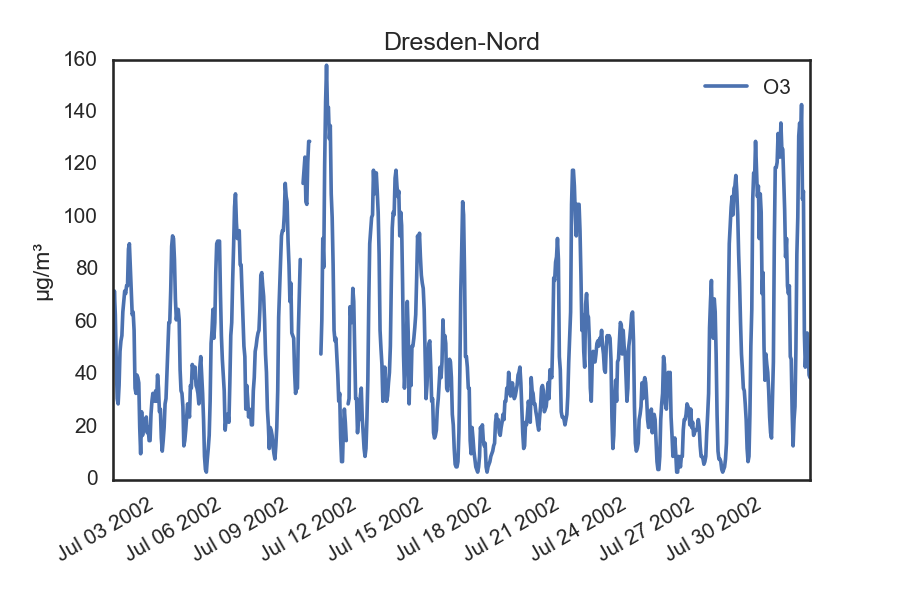 Dresden-Nord
O3
µg/m³
160
140
120
100
80
60
40
20
0
Jul 03 2002
Jul 06 2002
Jul 09 2002
Jul 12 2002
Jul 15 2002
Jul 18 2002
Jul 21 2002
Jul 24 2002
Jul 27 2002
Jul 30 2002